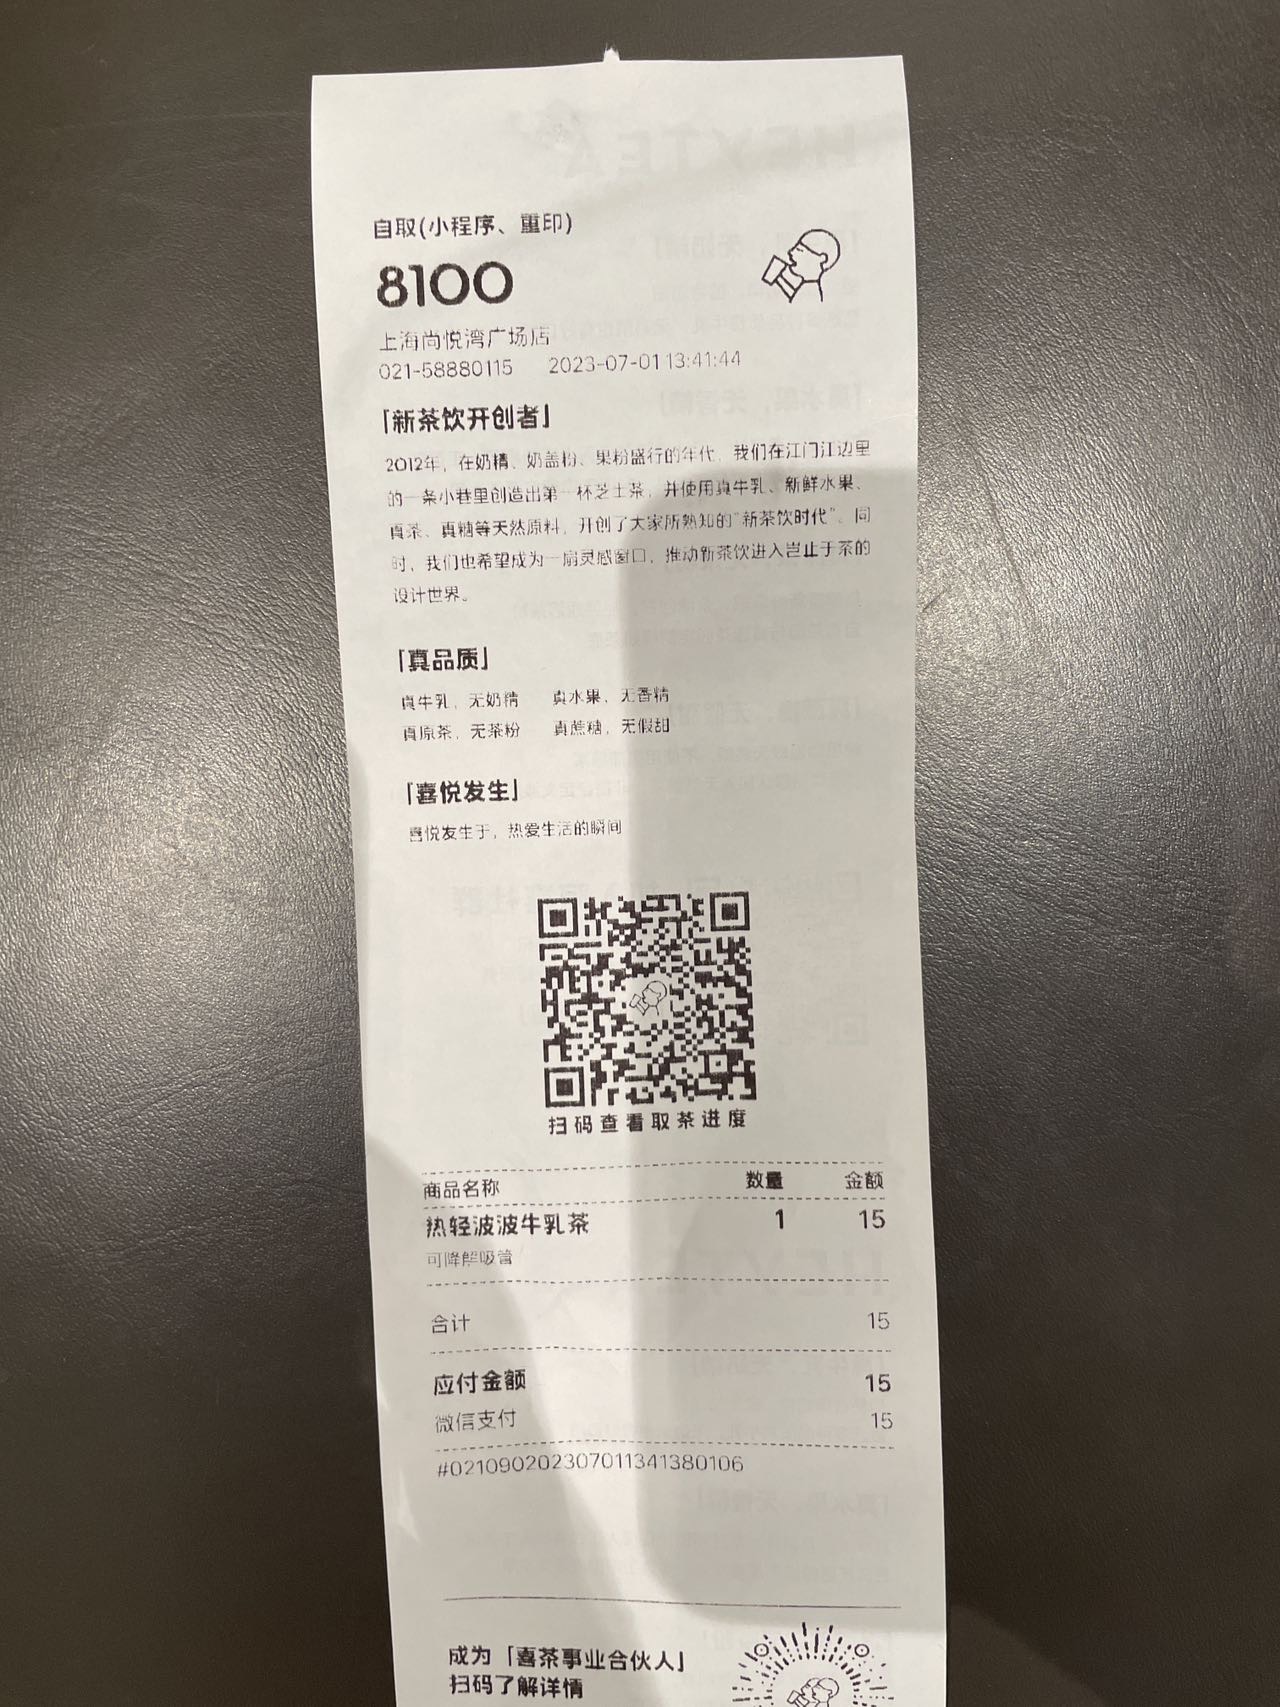 自取(小程序、重印)
8100
上海尚悦湾广场店
021-58880115 2023-07-01 13:41:44
「新茶饮开创者」
2012年，在奶精、奶盖粉、果粉盛行的年代，我们在江门江边里
的一条小巷里创造出第一杯芝士茶，并使用真牛乳、新鲜水果、
真茶、真糖等天然原料，开创了大家所熟知的“新茶饮时代”。同
时，我们也希望成为一扇灵感窗口，推动新茶饮进入岂止于茶的
设计世界。
「真品质」
真牛乳，无奶精 真水果，无香精
真原茶，无茶粉 真蔗糖，无假甜
「喜悦发生」
喜悦发生于，热爱生活的瞬间
扫码查看取茶进度
商品名称 数量 金额
热轻波波牛乳茶 1 15
可降解吸管
合计 15
应付金额 15
微信支付 15
#021090202307011341380106
成为「喜茶事业合伙人」
扫码了解详情